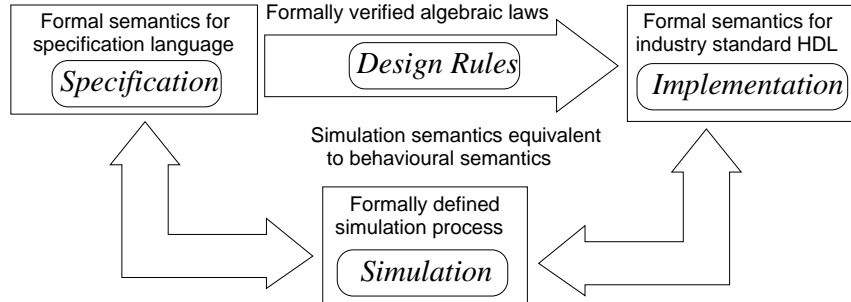 Formal semantics for
specification language
Specification
Formally verified algebraic laws
Design Rules
Formal semantics for
industry standard HDL
Implementation
Simulation semantics equivalent
to behavioural semantics
Formally defined
simulation process
Simulation